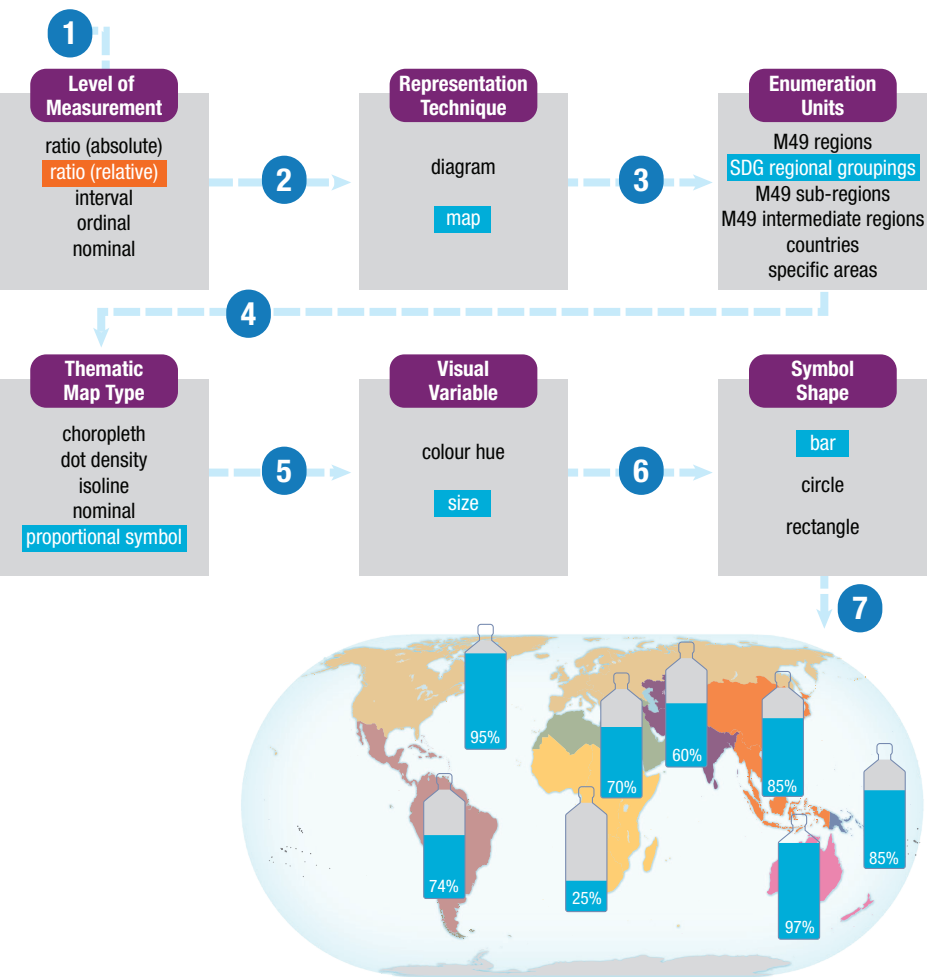 1
Level of
Measurement
ratio (absolute)
ratio (relative)
interval
ordinal
nominal
2
Representation
Technique
diagram
map
3
Enumeration
Units
M49 regions
SDG regional groupings
M49 sub-regions
M49 intermediate regions
countries
specific areas
4
Thematic
Map Type
choropleth
dot density
isoline
nominal
proportional symbol
5
Visual
Variable
colour hue
size
6
Symbol
Shape
bar
circle
rectangle
7
95%
70%
60%
85%
85%
74%
25%
97%